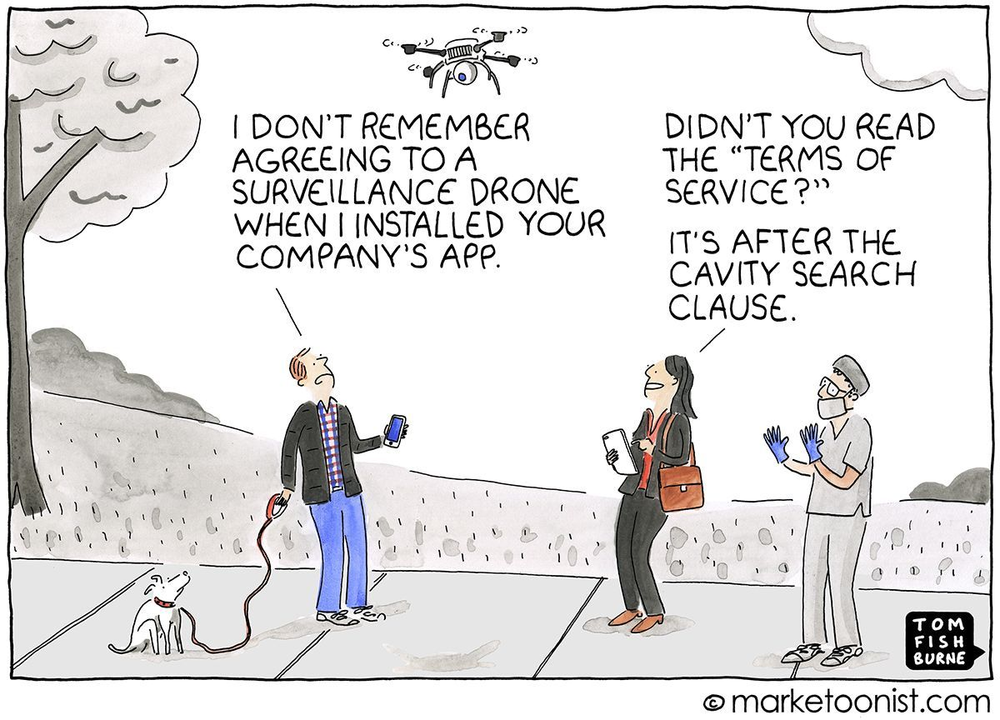 I DON'T REMEMBER
AGREEING TO A
SURVEILLANCE DRONE
WHEN I INSTALLED YOUR
COMPANY'S APP.
DIDN'T YOU READ
THE "TERMS OF
SERVICE?"
IT'S AFTER THE
CAVITY SEARCH
CLAUSE.
TOM
FISH
BURNE
© marketoonist.com